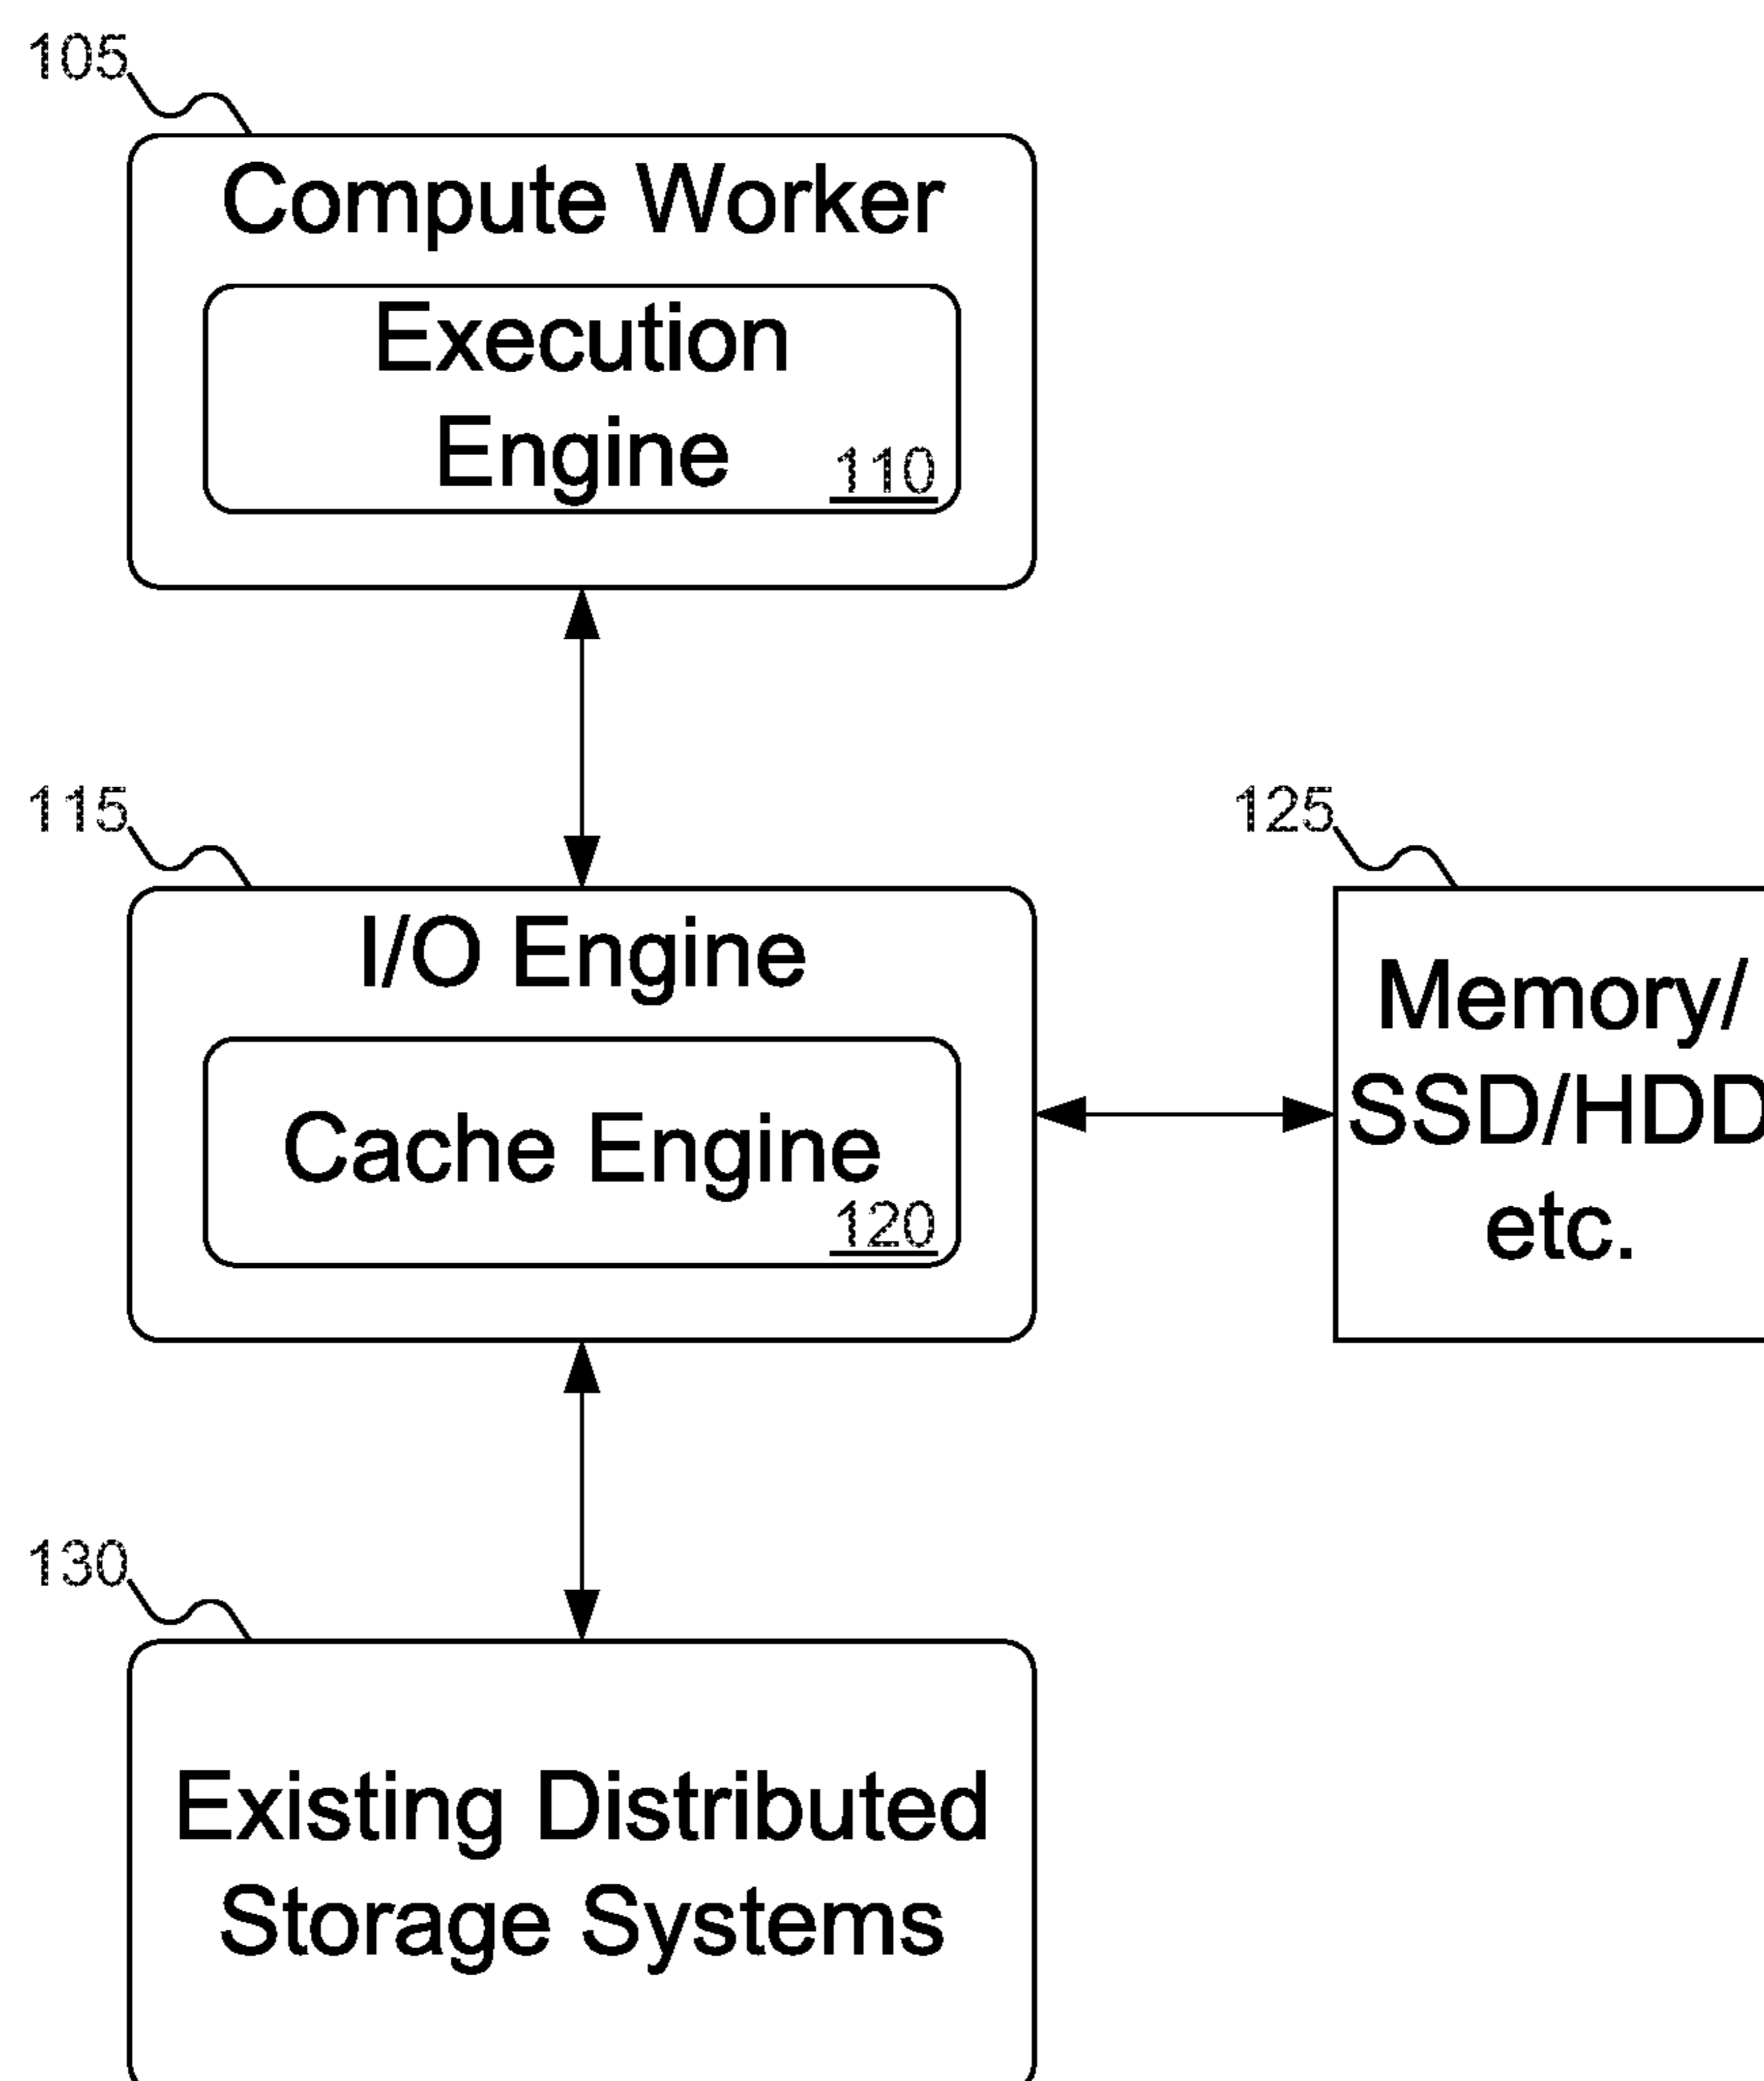 105
Compute Worker
Execution
Engine
110
115
I/O Engine
Cache Engine
120
125
Memory/
SSD/HDD
etc.
130
Existing Distributed
Storage Systems